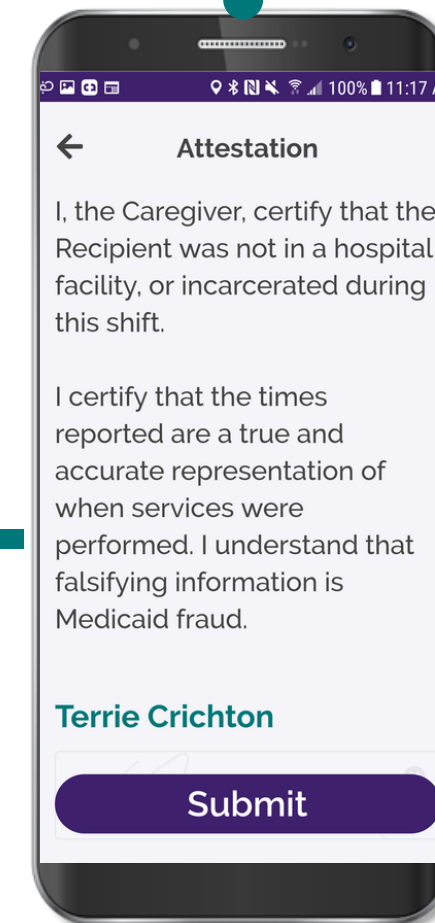 100% 11:17
Attestation
I, the Caregiver, certify that the
Recipient was not in a hospital
facility, or incarcerated during
this shift.
I certify that the times
reported are a true and
accurate representation of
when services were
performed. I understand that
falsifying information is
Medicaid fraud.
Terrie Crichton
Submit